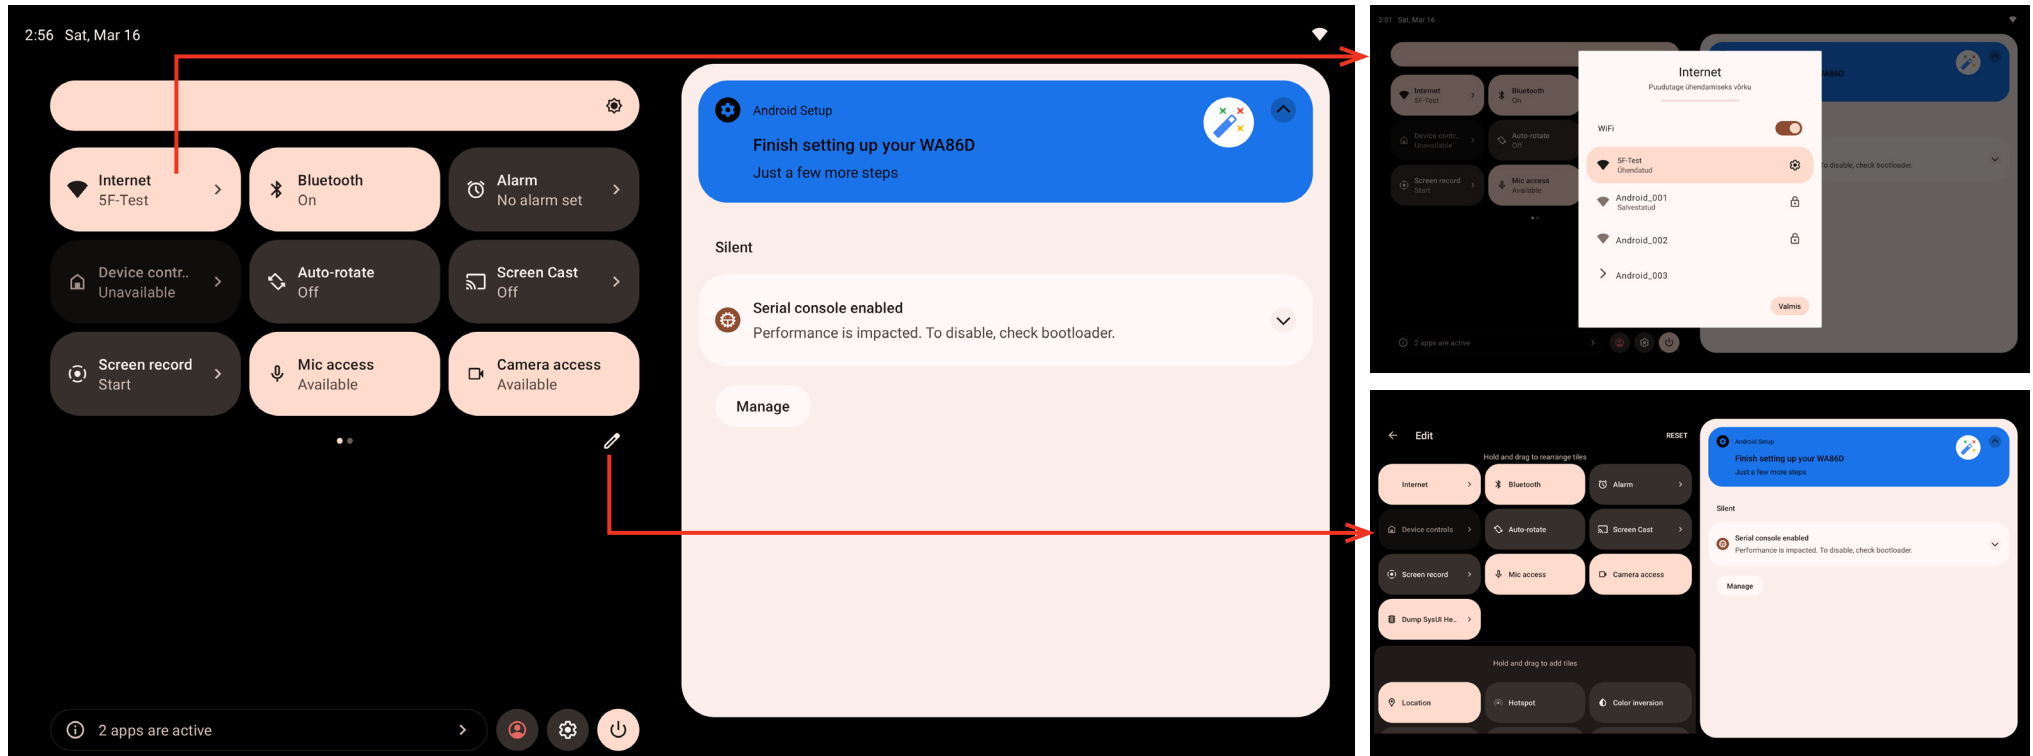 2:56 Sat, Mar 16
Internet
5F-Test
Bluetooth
On
Alarm
No alarm set
Device contr..
Unavailable
Auto-rotate
Off
Screen Cast
Off
Screen record
Start
Mic access
Available
Camera access
Available
2 apps are active
Android Setup
Finish setting up your WA86D
Just a few more steps
Silent
Serial console enabled
Performance is impacted. To disable, check bootloader.
Manage
3:01 Sat, Mar 16
Internet
5F-Test
Bluetooth
On
Device contr..
Unavailable
Auto-rotate
Off
Screen record
Start
Mic access
Available
2 apps are active
WA86D
To disable, check bootloader.
Internet
Puudutage ühendamiseks võrku
WiFi
5F-Test
Ühendatud
Android_001
Salvestatud
Android_002
Android_003
Valmis
Edit
RESET
Hold and drag to rearrange tiles
Internet
Bluetooth
Alarm
Device controls
Auto-rotate
Screen Cast
Screen record
Mic access
Camera access
Dump SysUI He..
Hold and drag to add tiles
Location
Hotspot
Color inversion
Android Setup
Finish setting up your WA86D
Just a few more steps
Silent
Serial console enabled
Performance is impacted. To disable, check bootloader.
Manage